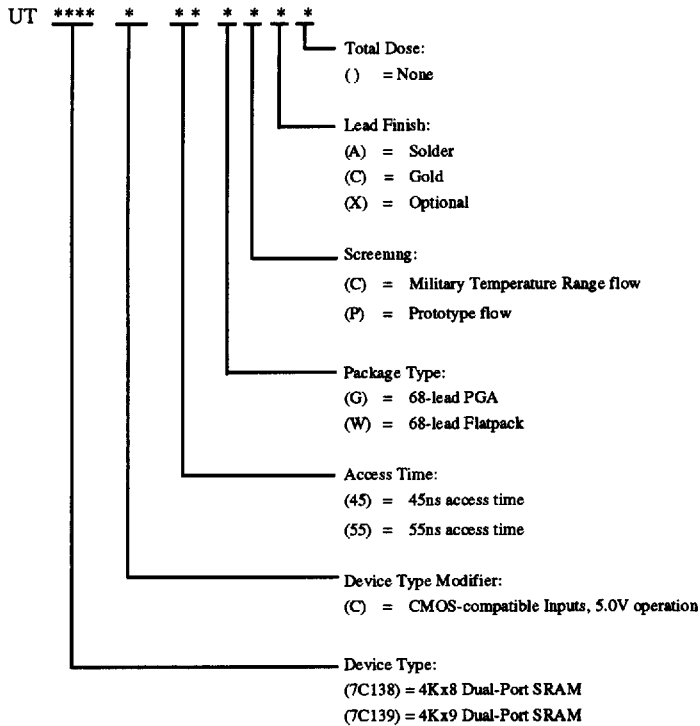 UT **** * ** * * * *
Total Dose:
( ) = None
Lead Finish:
(A) = Solder
(C) = Gold
(X) = Optional
Screening:
(C) = Military Temperature Range flow
(P) = Prototype flow
Package Type:
(G) = 68-lead PGA
(W) = 68-lead Flatpack
Access Time:
(45) = 45ns access time
(55) = 55ns access time
Device Type Modifier:
(C) = CMOS-compatible Inputs, 5.0V operation
Device Type:
(7C138) = 4Kx8 Dual-Port SRAM
(7C139) = 4Kx9 Dual-Port SRAM